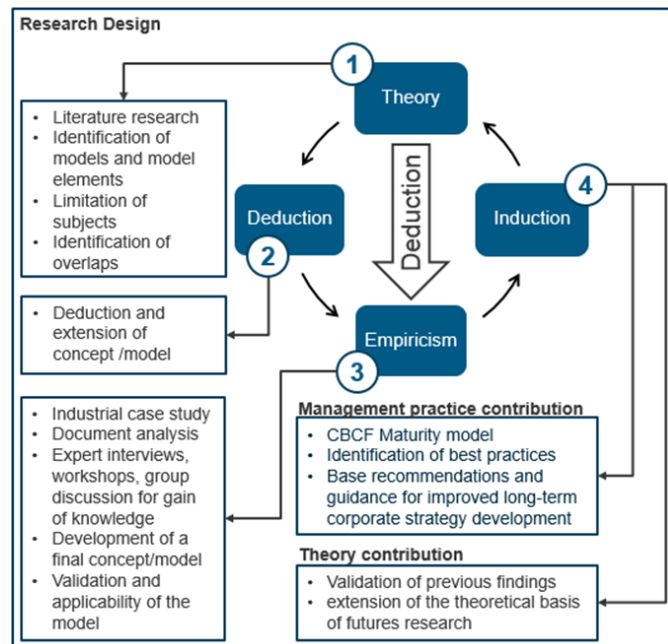 Research Design
1
Theory
• Literature research
• Identification of
models and model
elements
• Limitation of
subjects
• Identification of
overlaps
Deduction
2
Deduction
4
Induction
• Deduction and
extension of
concept /model
Empiricism
3
• Industrial case study
• Document analysis
• Expert interviews,
workshops, group
discussion for gain
of knowledge
• Development of a
final concept/model
• Validation and
applicability of the
model
Management practice contribution
• CBCF Maturity model
• Identification of best practices
• Base recommendations and
guidance for improved long-term
corporate strategy development
Theory contribution
• Validation of previous findings
• extension of the theoretical basis
of futures research